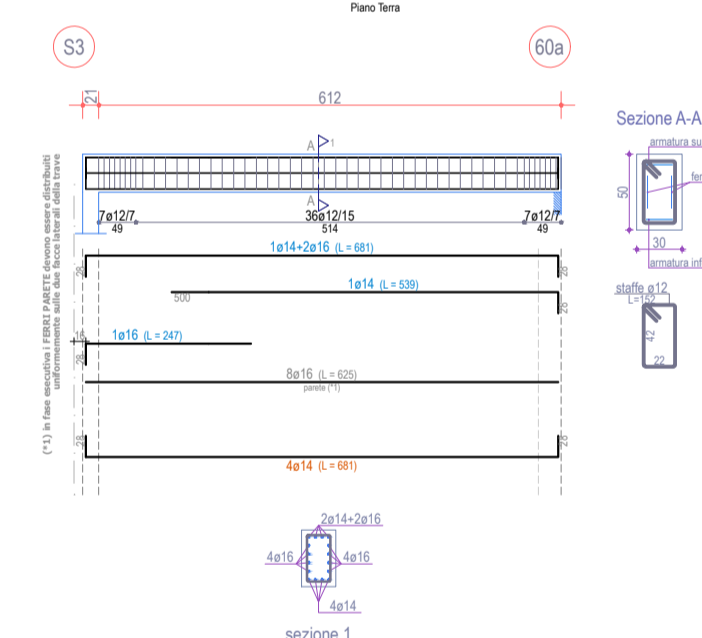 Piano Terra
S3
60a
21
612
Sezione A-A
A
1
armatura su
fer
50
30
armatura inf
A
7ø12/7
36ø12/15
7ø12/7
49
514
49
1ø14+2ø16 (L = 681)
28
28
1ø14 (L = 539)
500
28
staffe ø12
L=152
42
22
1ø16 (L = 247)
28
8ø16 (L = 625)
parete (*1)
28
28
4ø14 (L = 681)
(*1) in fase esecutiva i FERRI PARETE devono essere distribuiti
uniformemente sulle due facce laterali della trave
2ø14+2ø16
4ø16
4ø16
4ø14
sezione 1